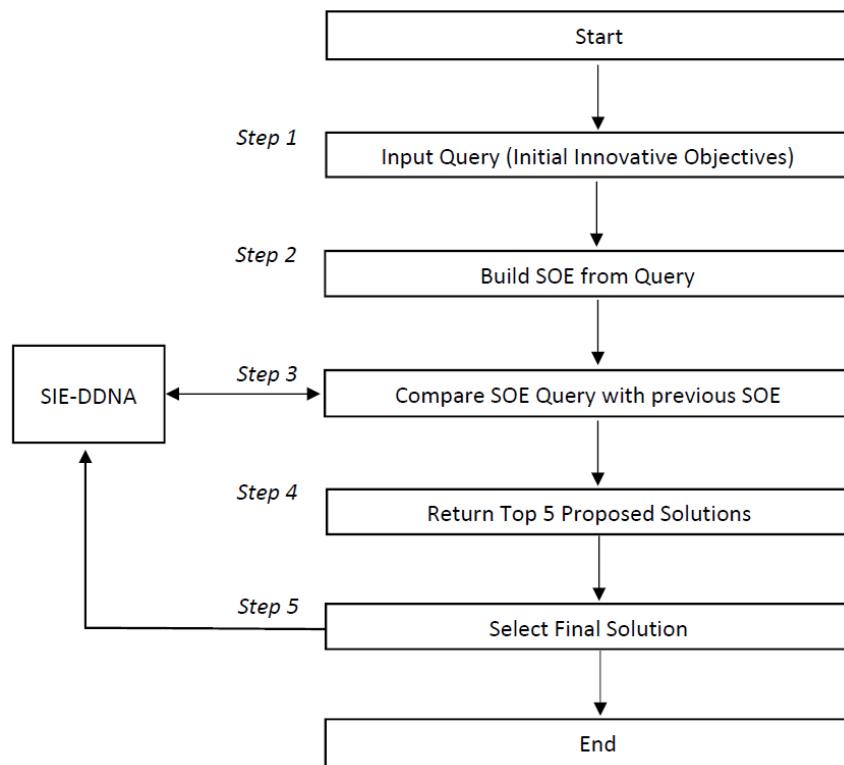 Start
Step 1
Input Query (Initial Innovative Objectives)
Step 2
Build SOE from Query
SIE-DDNA
Step 3
Compare SOE Query with previous SOE
Step 4
Return Top 5 Proposed Solutions
Step 5
Select Final Solution
End